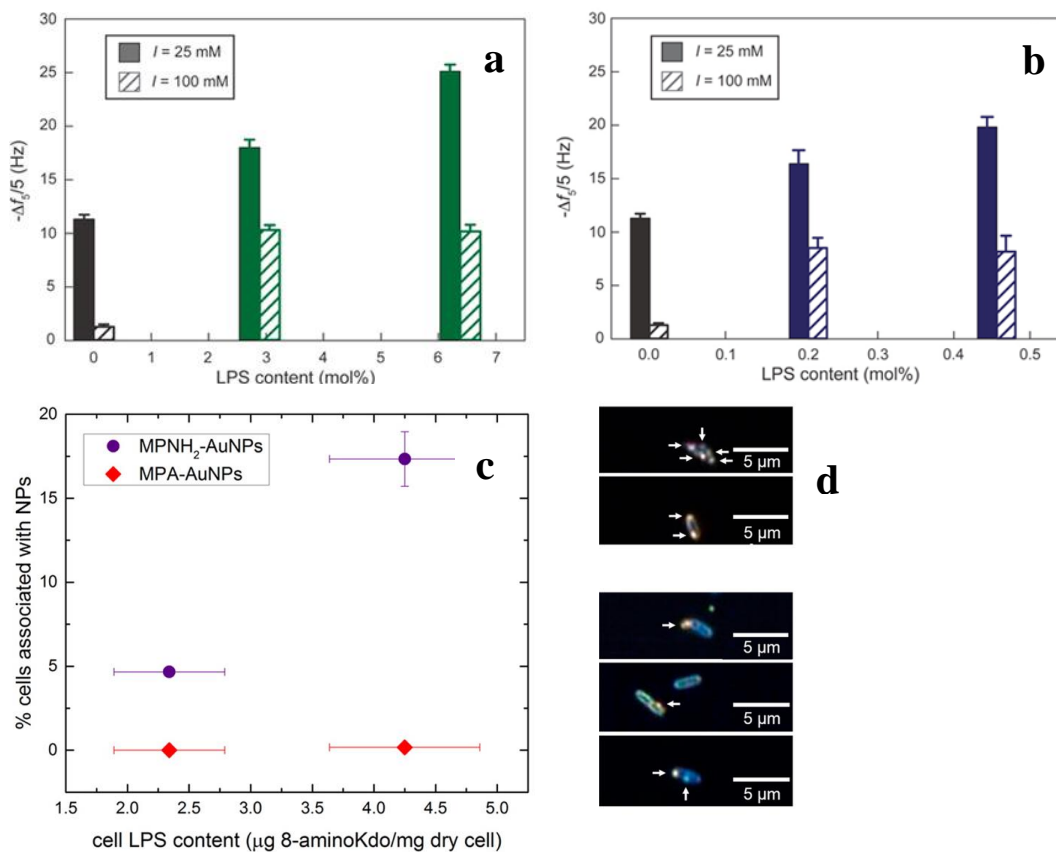 30
25
20
15
10
5
0
-Δf₅/5 (Hz)
I = 25 mM
I = 100 mM
a
0 1 2 3 4 5 6 7
LPS content (mol%)
30
25
20
15
10
5
0
-Δf₅/5 (Hz)
I = 25 mM
I = 100 mM
b
0.0 0.1 0.2 0.3 0.4 0.5
LPS content (mol%)
20
15
10
5
0
% cells associated with NPs
MPNH₂-AuNPs
MPA-AuNPs
c
1.5 2.0 2.5 3.0 3.5 4.0 4.5 5.0
cell LPS content (μg 8-aminoKdo/mg dry cell)
d
5 μm
5 μm
5 μm
5 μm
5 μm